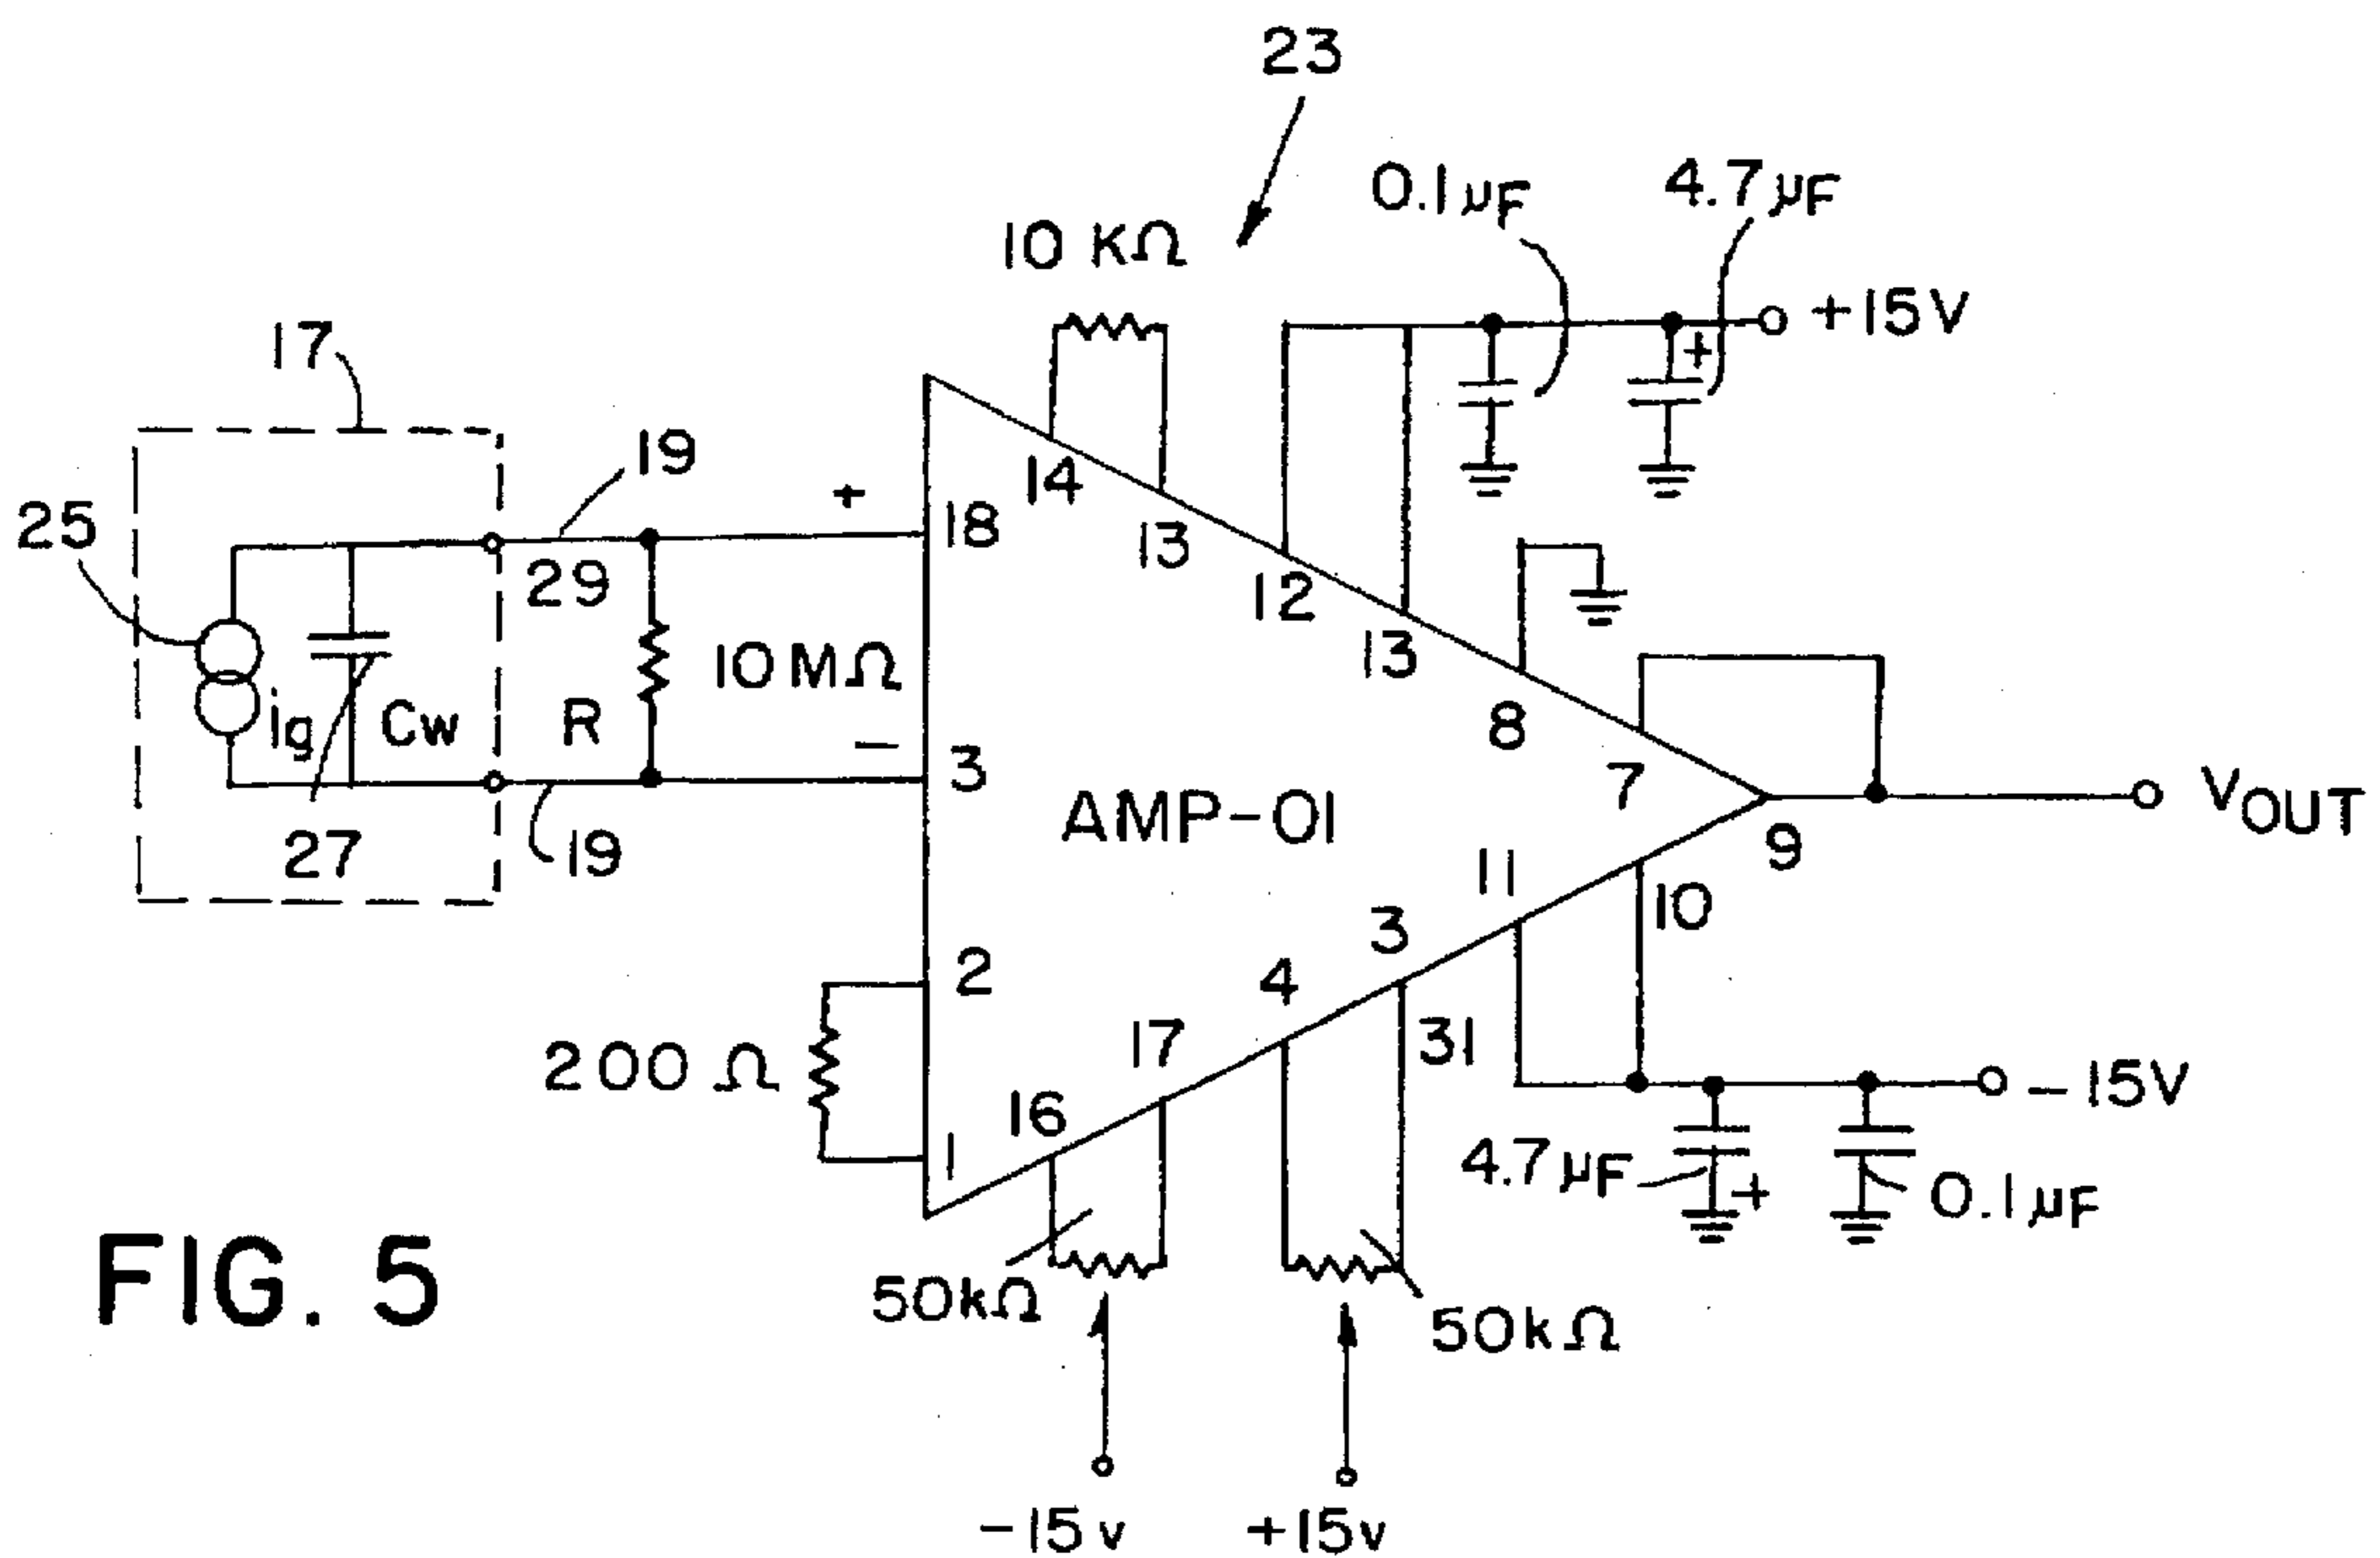 23
0.1µF
4.7µF
10 KΩ
+15V
+
17
19
+
25
18
14
13
12
13
29
10MΩ
ig
Cw
R
−
3
8
7
AMP-01
VOUT
9
27
19
11
10
3
4
2
31
17
200 Ω
16
1
−15V
4.7µF
+
0.1µF
FIG. 5
50kΩ
50kΩ
−15v
+15v